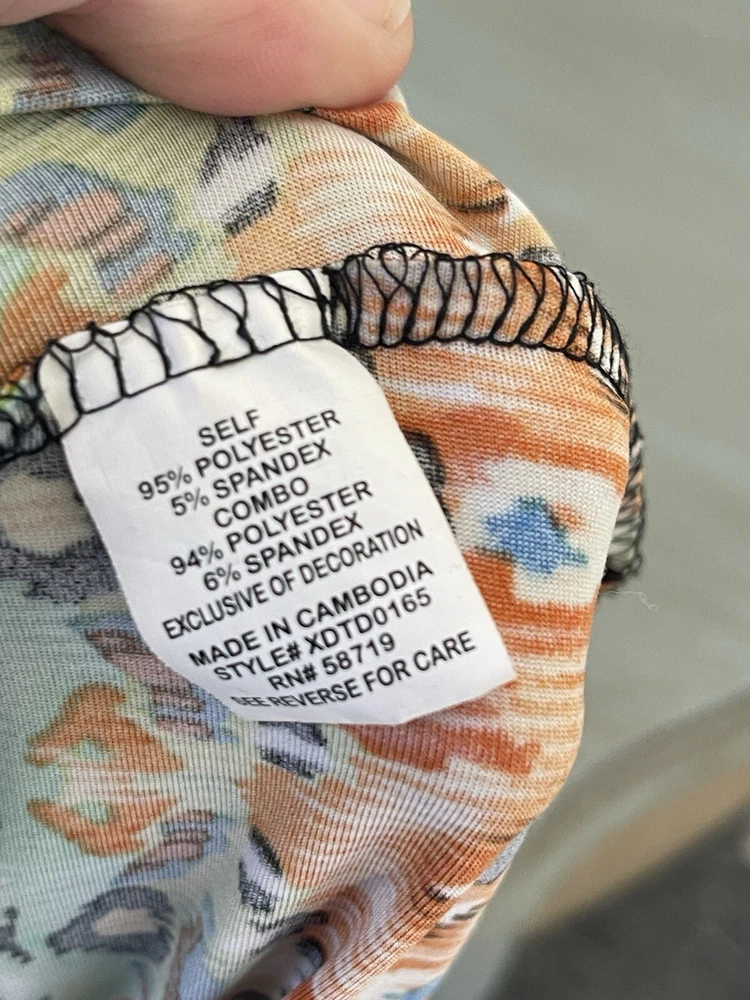 SELF
95% POLYESTER
5% SPANDEX
COMBO
94% POLYESTER
6% SPANDEX
EXCLUSIVE OF DECORATION
MADE IN CAMBODIA
STYLE# XDTD0165
RN# 58719
SEE REVERSE FOR CARE